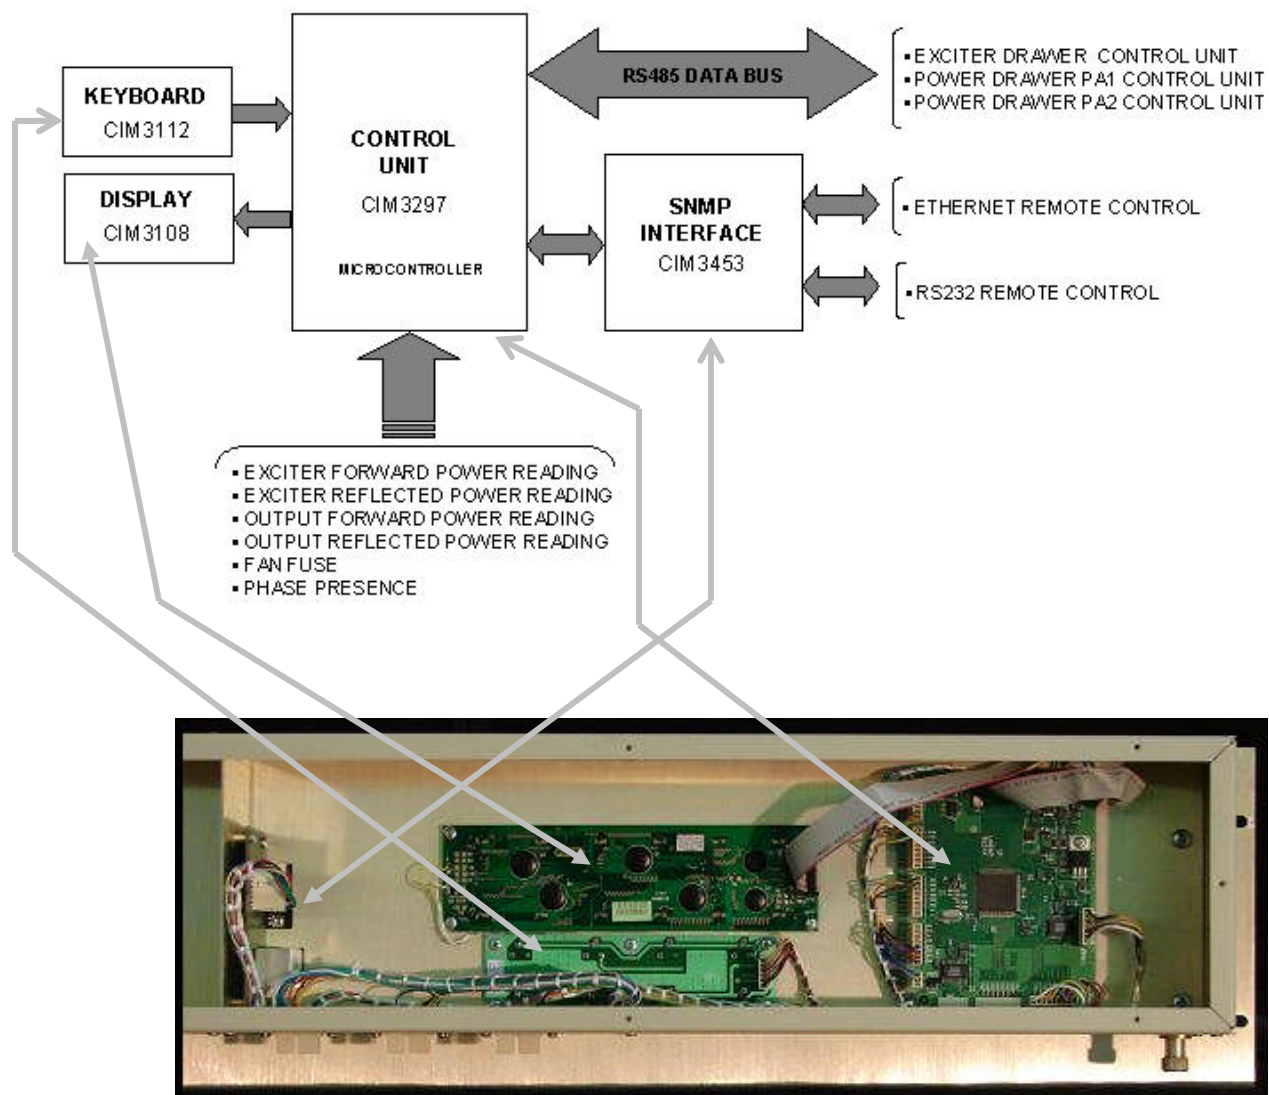 KEYBOARD
CIM3112
DISPLAY
CIM3108
CONTROL
UNIT
CIM3297
MICROCONTROLLER
RS485 DATA BUS
▪ EXCITER DRAWER CONTROL UNIT
▪ POWER DRAWER PA1 CONTROL UNIT
▪ POWER DRAWER PA2 CONTROL UNIT
SNMP
INTERFACE
CIM3453
▪ ETHERNET REMOTE CONTROL
▪ RS232 REMOTE CONTROL
▪ EXCITER FORWARD POWER READING
▪ EXCITER REFLECTED POWER READING
▪ OUTPUT FORWARD POWER READING
▪ OUTPUT REFLECTED POWER READING
▪ FAN FUSE
▪ PHASE PRESENCE